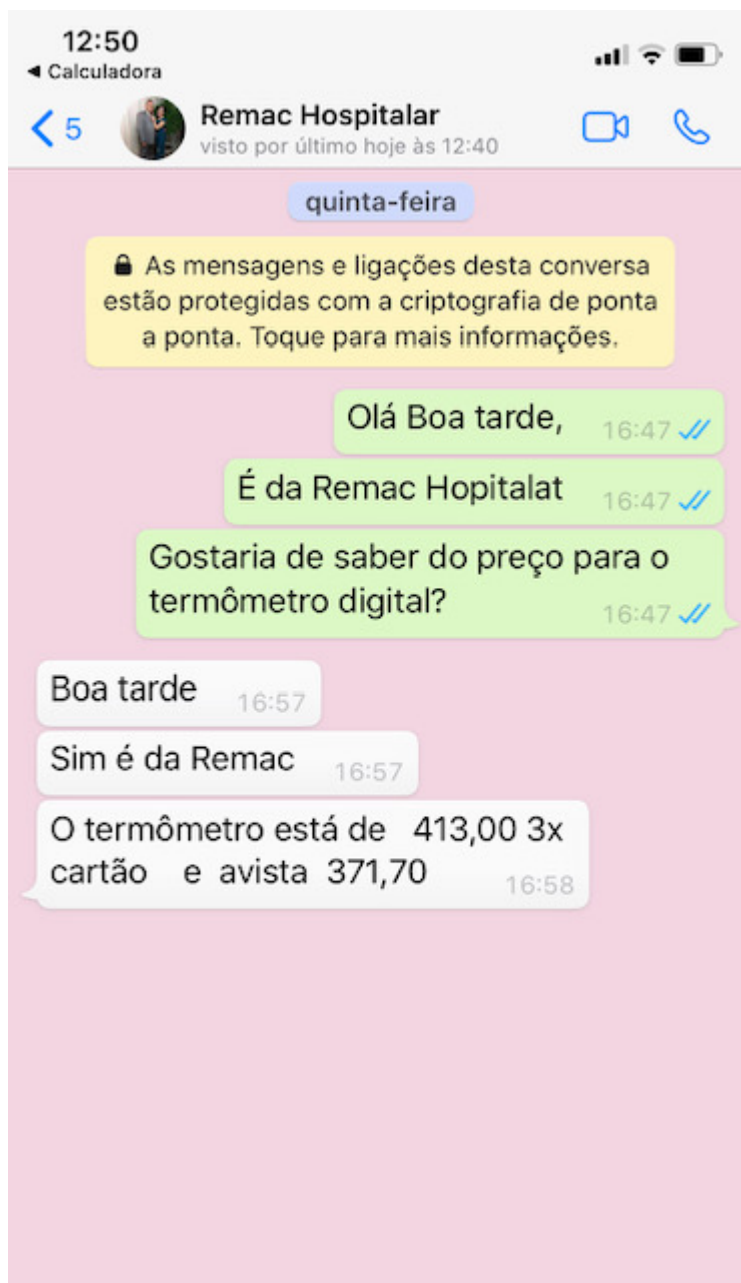 12:50
Calculadora
5
Remac Hospitalar
visto por último hoje às 12:40
quinta-feira
As mensagens e ligações desta conversa
estão protegidas com a criptografia de ponta
a ponta. Toque para mais informações.
Olá Boa tarde, 16:47
É da Remac Hopitalat 16:47
Gostaria de saber do preço para o
termômetro digital? 16:47
Boa tarde 16:57
Sim é da Remac 16:57
O termômetro está de 413,00 3x
cartão e avista 371,70 16:58